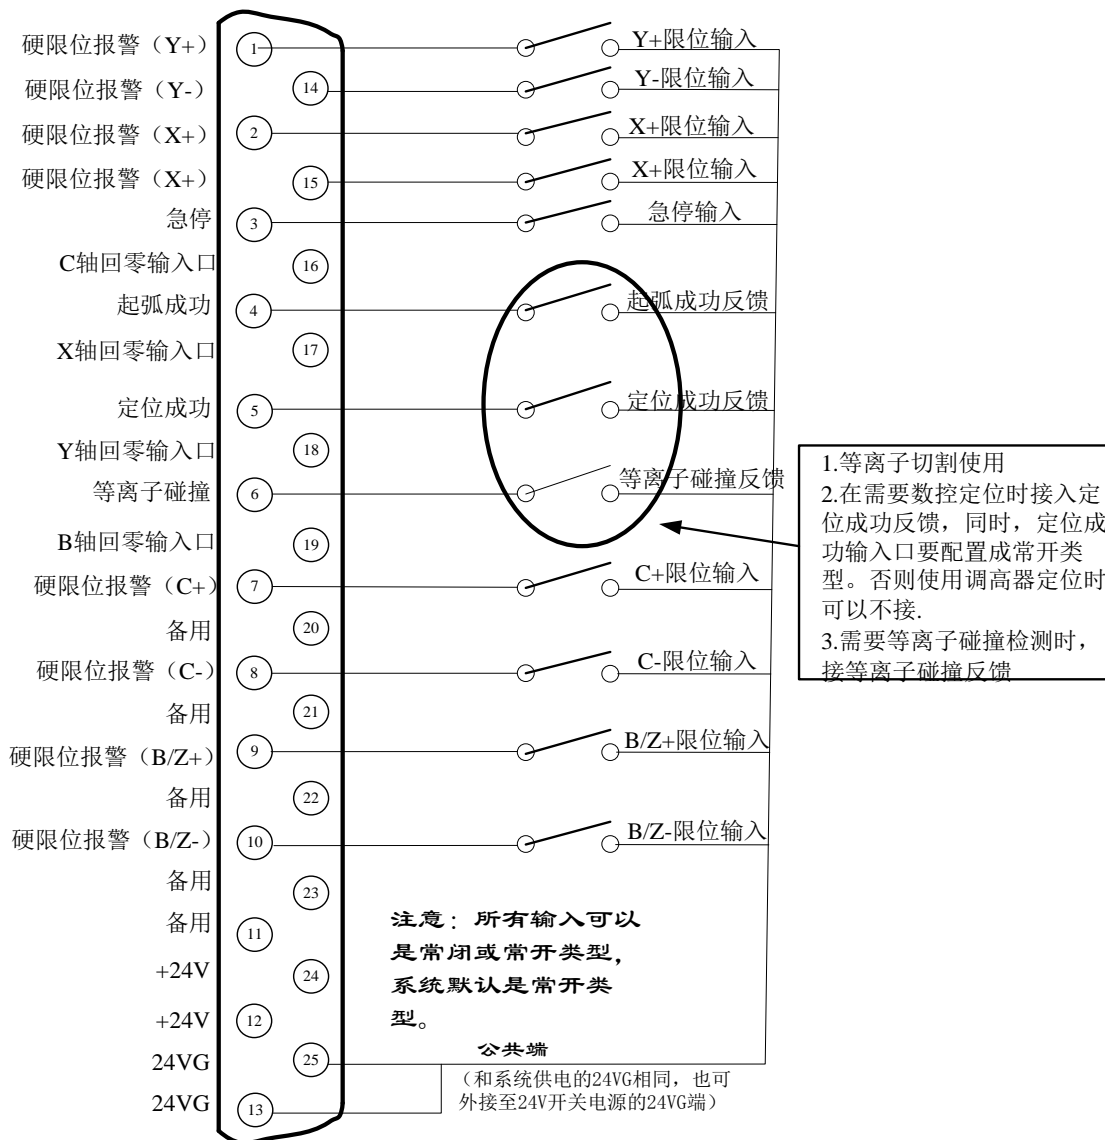 硬限位报警（Y+）
1
Y+限位输入
硬限位报警（Y-）
14
Y-限位输入
硬限位报警（X+）
2
X+限位输入
硬限位报警（X+）
15
X+限位输入
急停
3
急停输入
C轴回零输入口
16
起弧成功
4
起弧成功反馈
X轴回零输入口
17
定位成功
5
定位成功反馈
Y轴回零输入口
18
等离子碰撞
6
等离子碰撞反馈
B轴回零输入口
19
硬限位报警（C+）
7
C+限位输入
备用
20
硬限位报警（C-）
8
C-限位输入
备用
21
硬限位报警（B/Z+）
9
B/Z+限位输入
备用
22
硬限位报警（B/Z-）
10
B/Z-限位输入
备用
23
备用
11
+24V
24
+24V
12
24VG
25
24VG
13
1.等离子切割使用
2.在需要数控定位时接入定
位成功反馈，同时，定位成
功输入口要配置成常开类
型。否则使用调高器定位时
可以不接.
3.需要等离子碰撞检测时，
接等离子碰撞反馈
注意：所有输入可以
是常闭或常开类型，
系统默认是常开类
型。
公共端
（和系统供电的24VG相同，也可
外接至24V开关电源的24VG端）